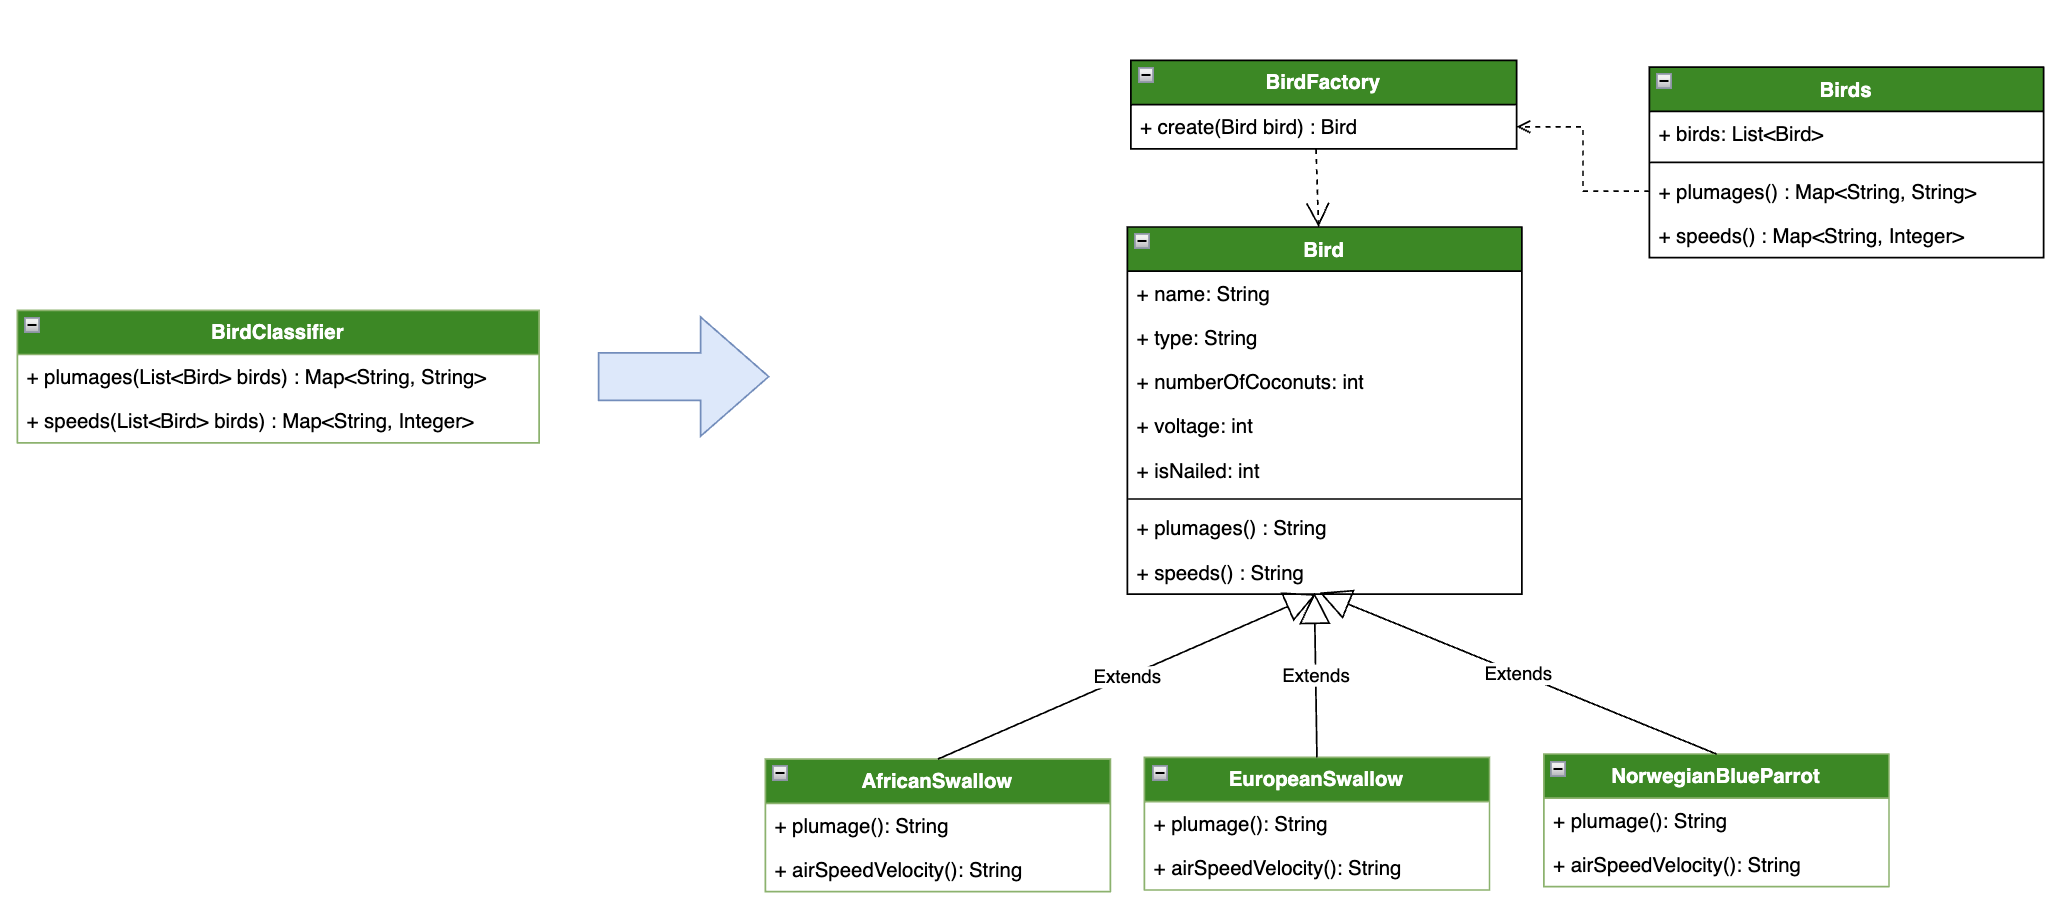 BirdClassifier
+ plumages(List<Bird> birds) : Map<String, String>
+ speeds(List<Bird> birds) : Map<String, Integer>
BirdFactory
+ create(Bird bird) : Bird
Birds
+ birds: List<Bird>
+ plumages() : Map<String, String>
+ speeds() : Map<String, Integer>
Bird
+ name: String
+ type: String
+ numberOfCoconuts: int
+ voltage: int
+ isNailed: int
+ plumages() : String
+ speeds() : String
Extends
Extends
Extends
AfricanSwallow
+ plumage(): String
+ airSpeedVelocity(): String
EuropeanSwallow
+ plumage(): String
+ airSpeedVelocity(): String
NorwegianBlueParrot
+ plumage(): String
+ airSpeedVelocity(): String